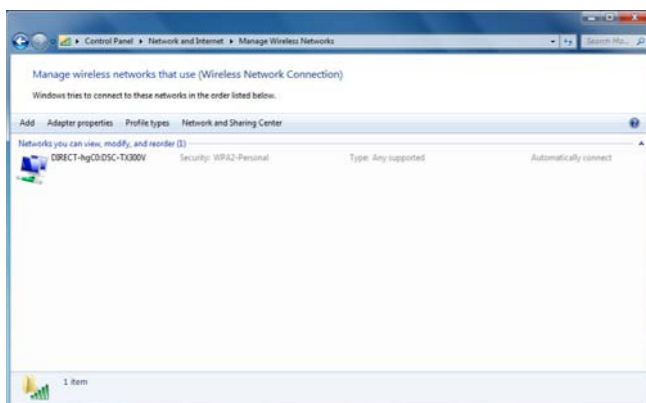 Control Panel ▸ Network and Internet ▸ Manage Wireless Networks
Search Ma...
Manage wireless networks that use (Wireless Network Connection)
Windows tries to connect to these networks in the order listed below.
Add Adapter properties Profile types Network and Sharing Center
Networks you can view, modify, and reorder (1)
DIRECT-hgC0:DSC-TX300V Security: WPA2-Personal Type: Any supported Automatically connect
1 item